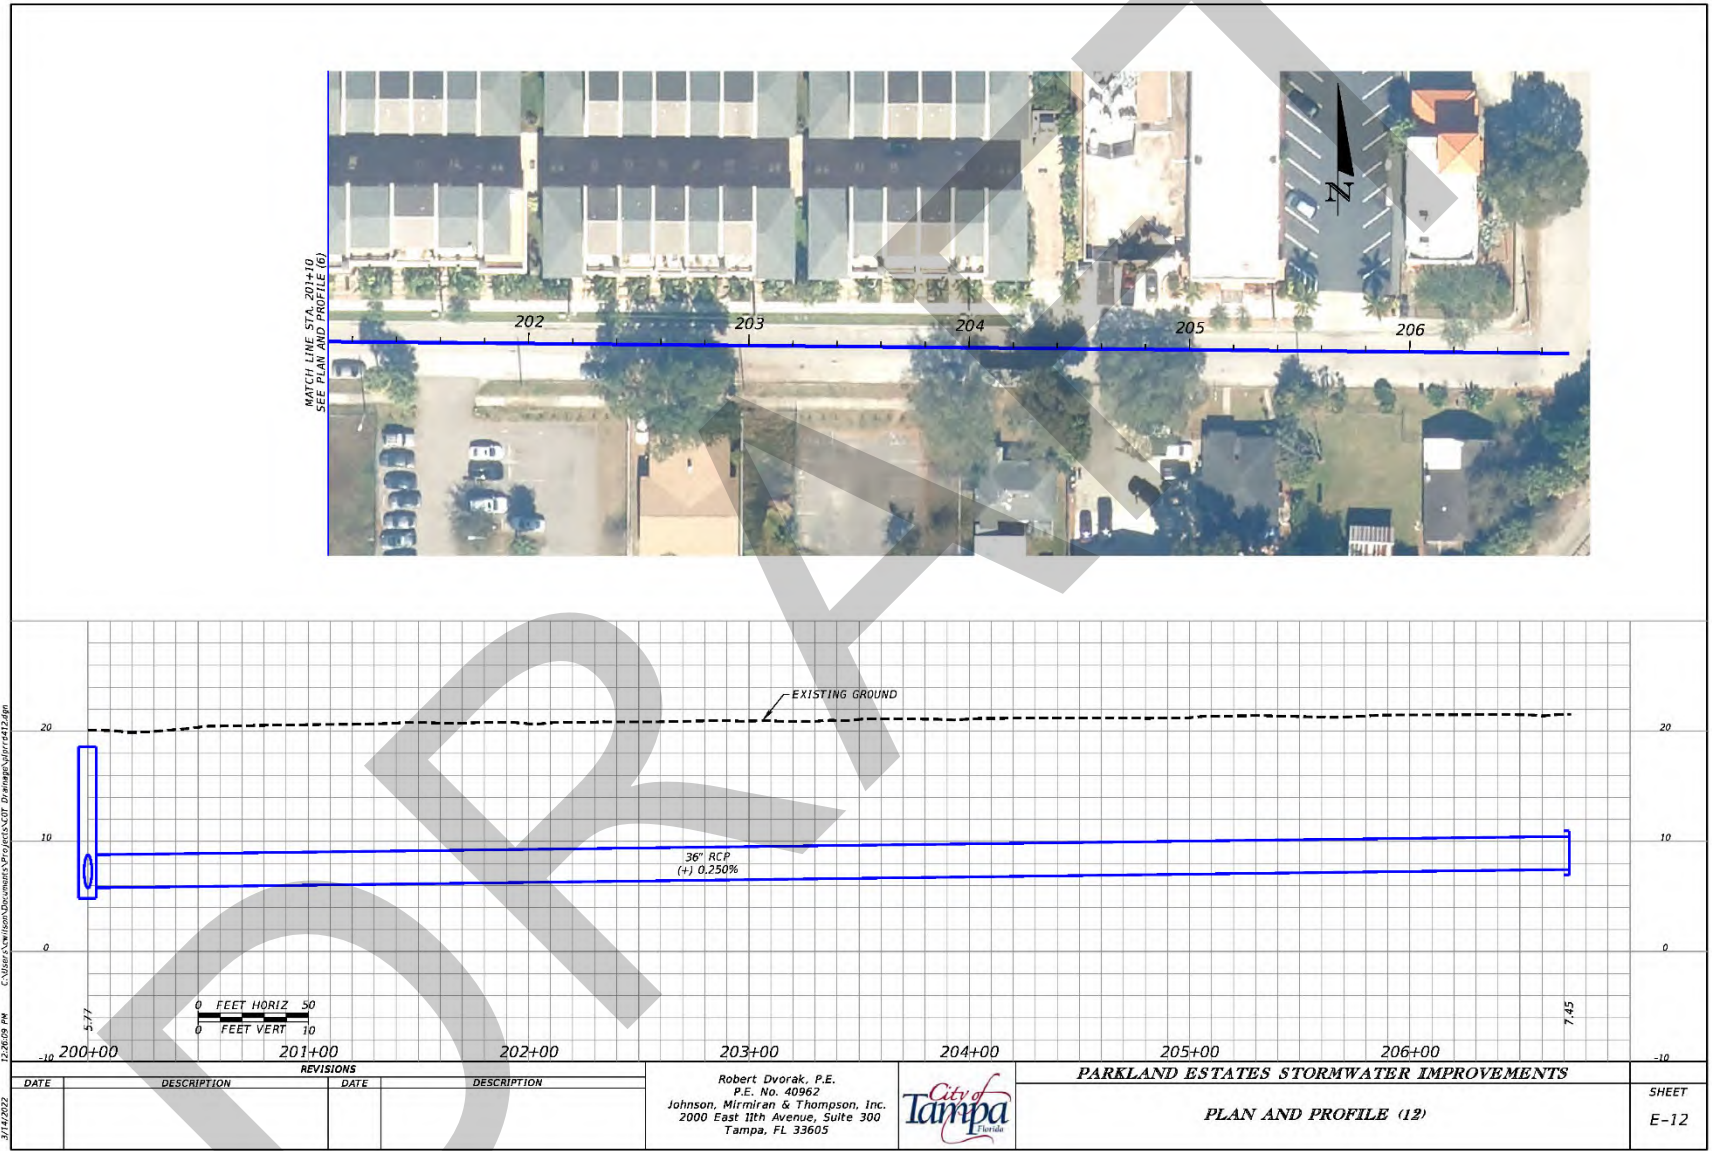 MATCH LINE STA. 201+10
SEE PLAN AND PROFILE (6)
202
203
204
205
206
N
DRAFT
EXISTING GROUND
20
20
10
10
36" RCP
(+) 0.250%
0
0
0 FEET HORIZ 50
0 FEET VERT 10
5.77
7.45
-10
-10
200+00
201+00
202+00
203+00
204+00
205+00
206+00
REVISIONS
DATE
DESCRIPTION
DATE
DESCRIPTION
Robert Dvorak, P.E.
P.E. No. 40962
Johnson, Mirmiran & Thompson, Inc.
2000 East 11th Avenue, Suite 300
Tampa, FL 33605
City of
Tampa
Florida
PARKLAND ESTATES STORMWATER IMPROVEMENTS
PLAN AND PROFILE (12)
SHEET
E-12
3/14/2022
12:26:09 PM